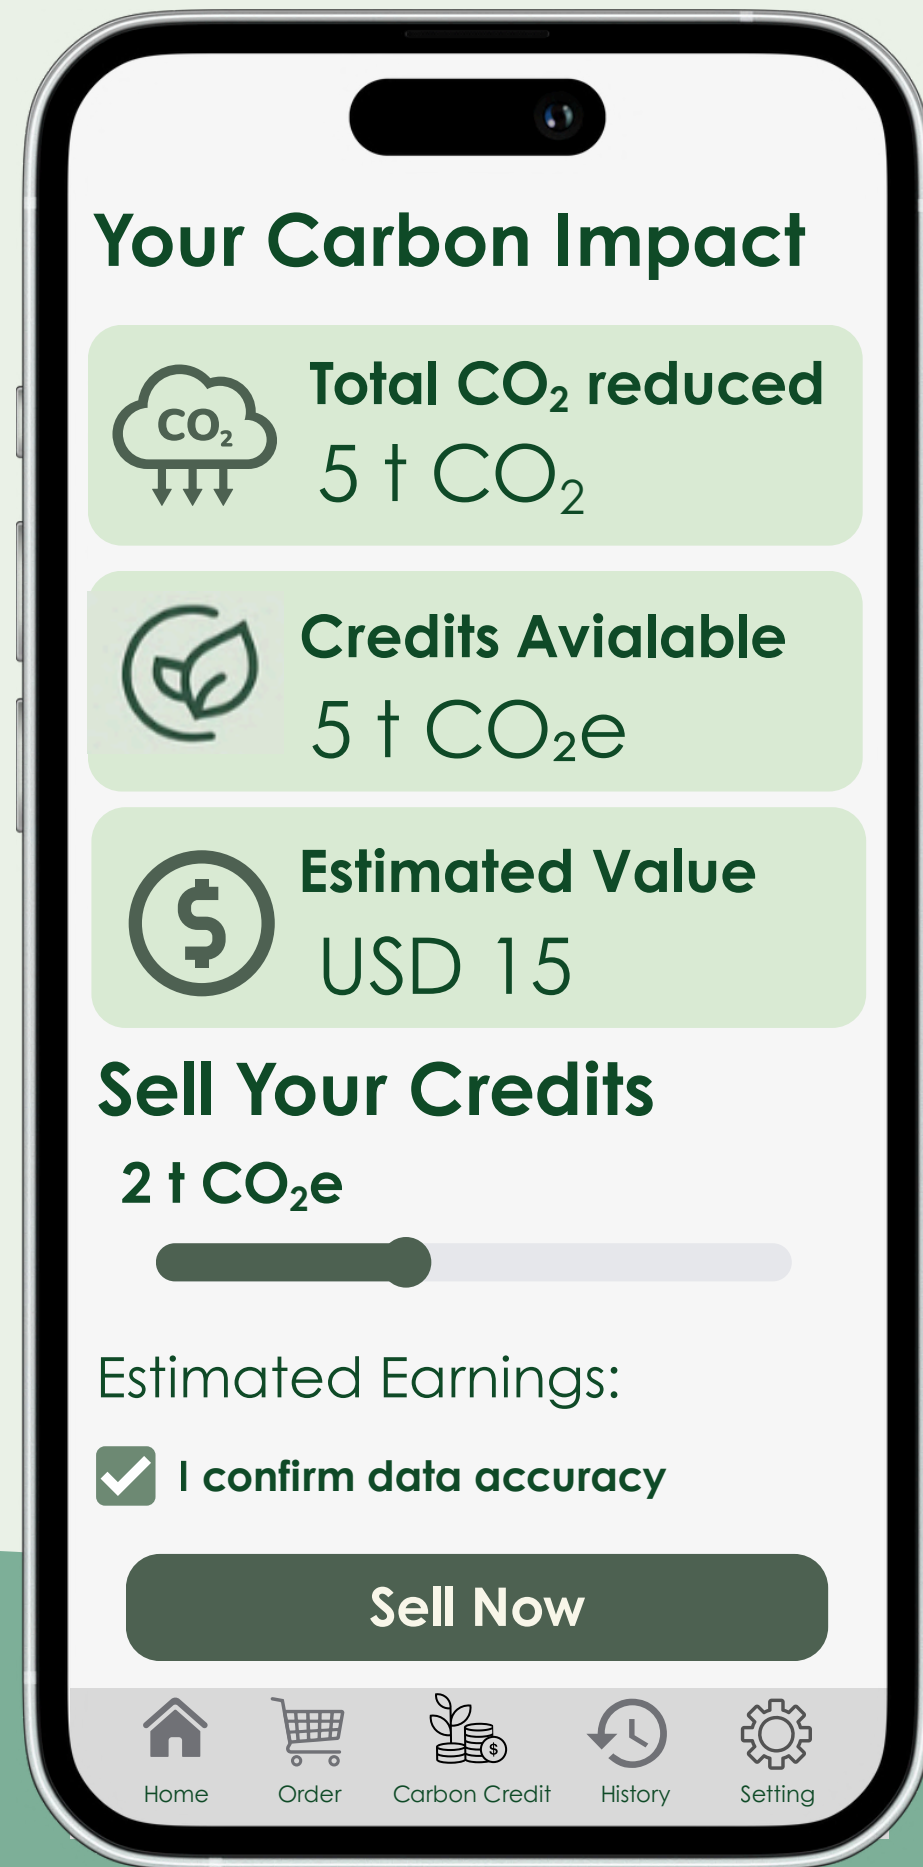 Your Carbon Impact
CO₂
Total CO₂ reduced
5 t CO₂
Credits Avialable
5 t CO₂e
$
Estimated Value
USD 15
Sell Your Credits
2 t CO₂e
Estimated Earnings:
I confirm data accuracy
Sell Now
$
Home Order Carbon Credit History Setting